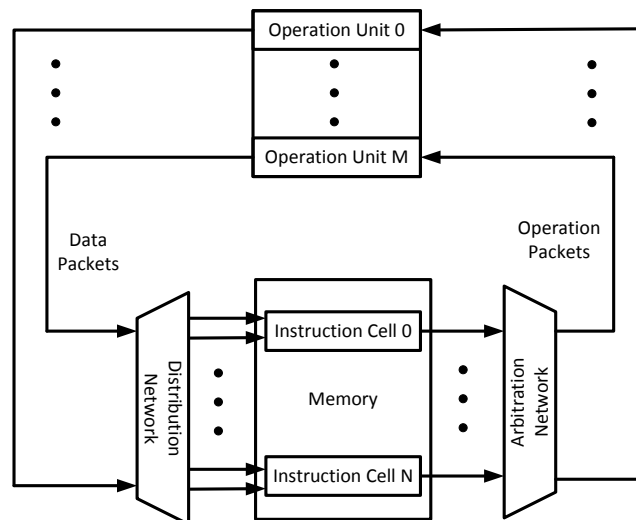 Operation Unit 0
Operation Unit M
Data
Packets
Operation
Packets
Distribution
Network
Instruction Cell 0
Memory
Instruction Cell N
Arbitration
Network